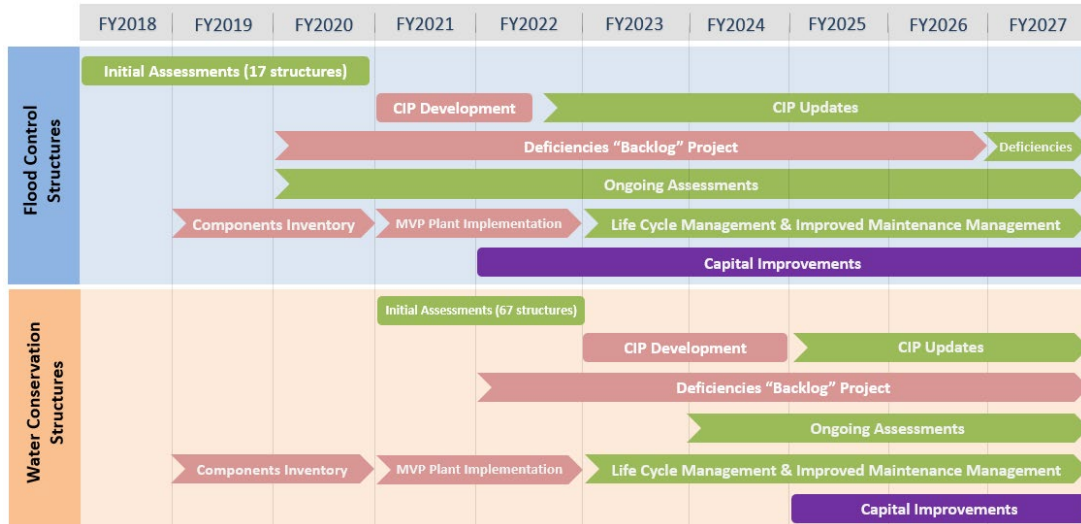 FY2018 FY2019 FY2020 FY2021 FY2022 FY2023 FY2024 FY2025 FY2026 FY2027
Flood Control
Structures
Initial Assessments (17 structures)
CIP Development CIP Updates
Deficiencies “Backlog” Project Deficiencies
Ongoing Assessments
Components Inventory MVP Plant Implementation Life Cycle Management & Improved Maintenance Management
Capital Improvements
Water Conservation
Structures
Initial Assessments (67 structures)
CIP Development CIP Updates
Deficiencies “Backlog” Project
Ongoing Assessments
Components Inventory MVP Plant Implementation Life Cycle Management & Improved Maintenance Management
Capital Improvements